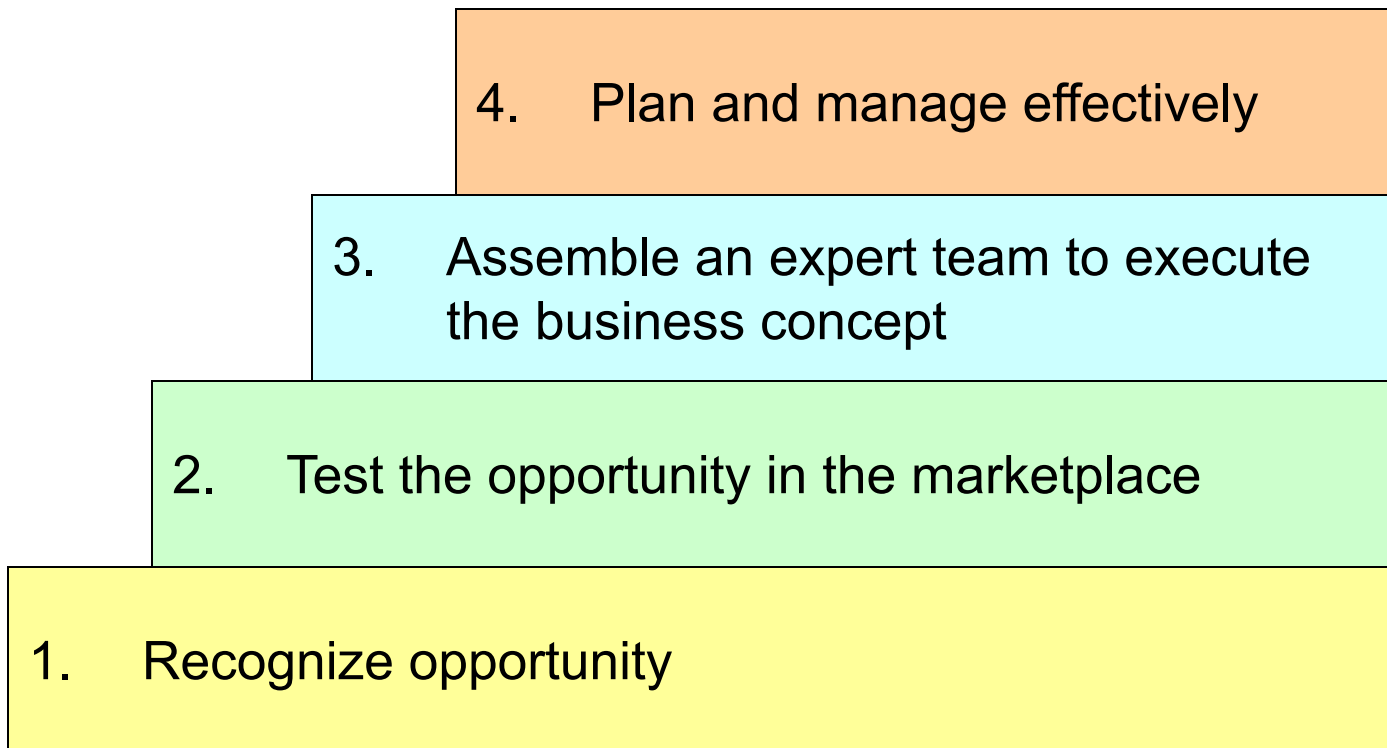 4. Plan and manage effectively
3. Assemble an expert team to execute
the business concept
2. Test the opportunity in the marketplace
1. Recognize opportunity